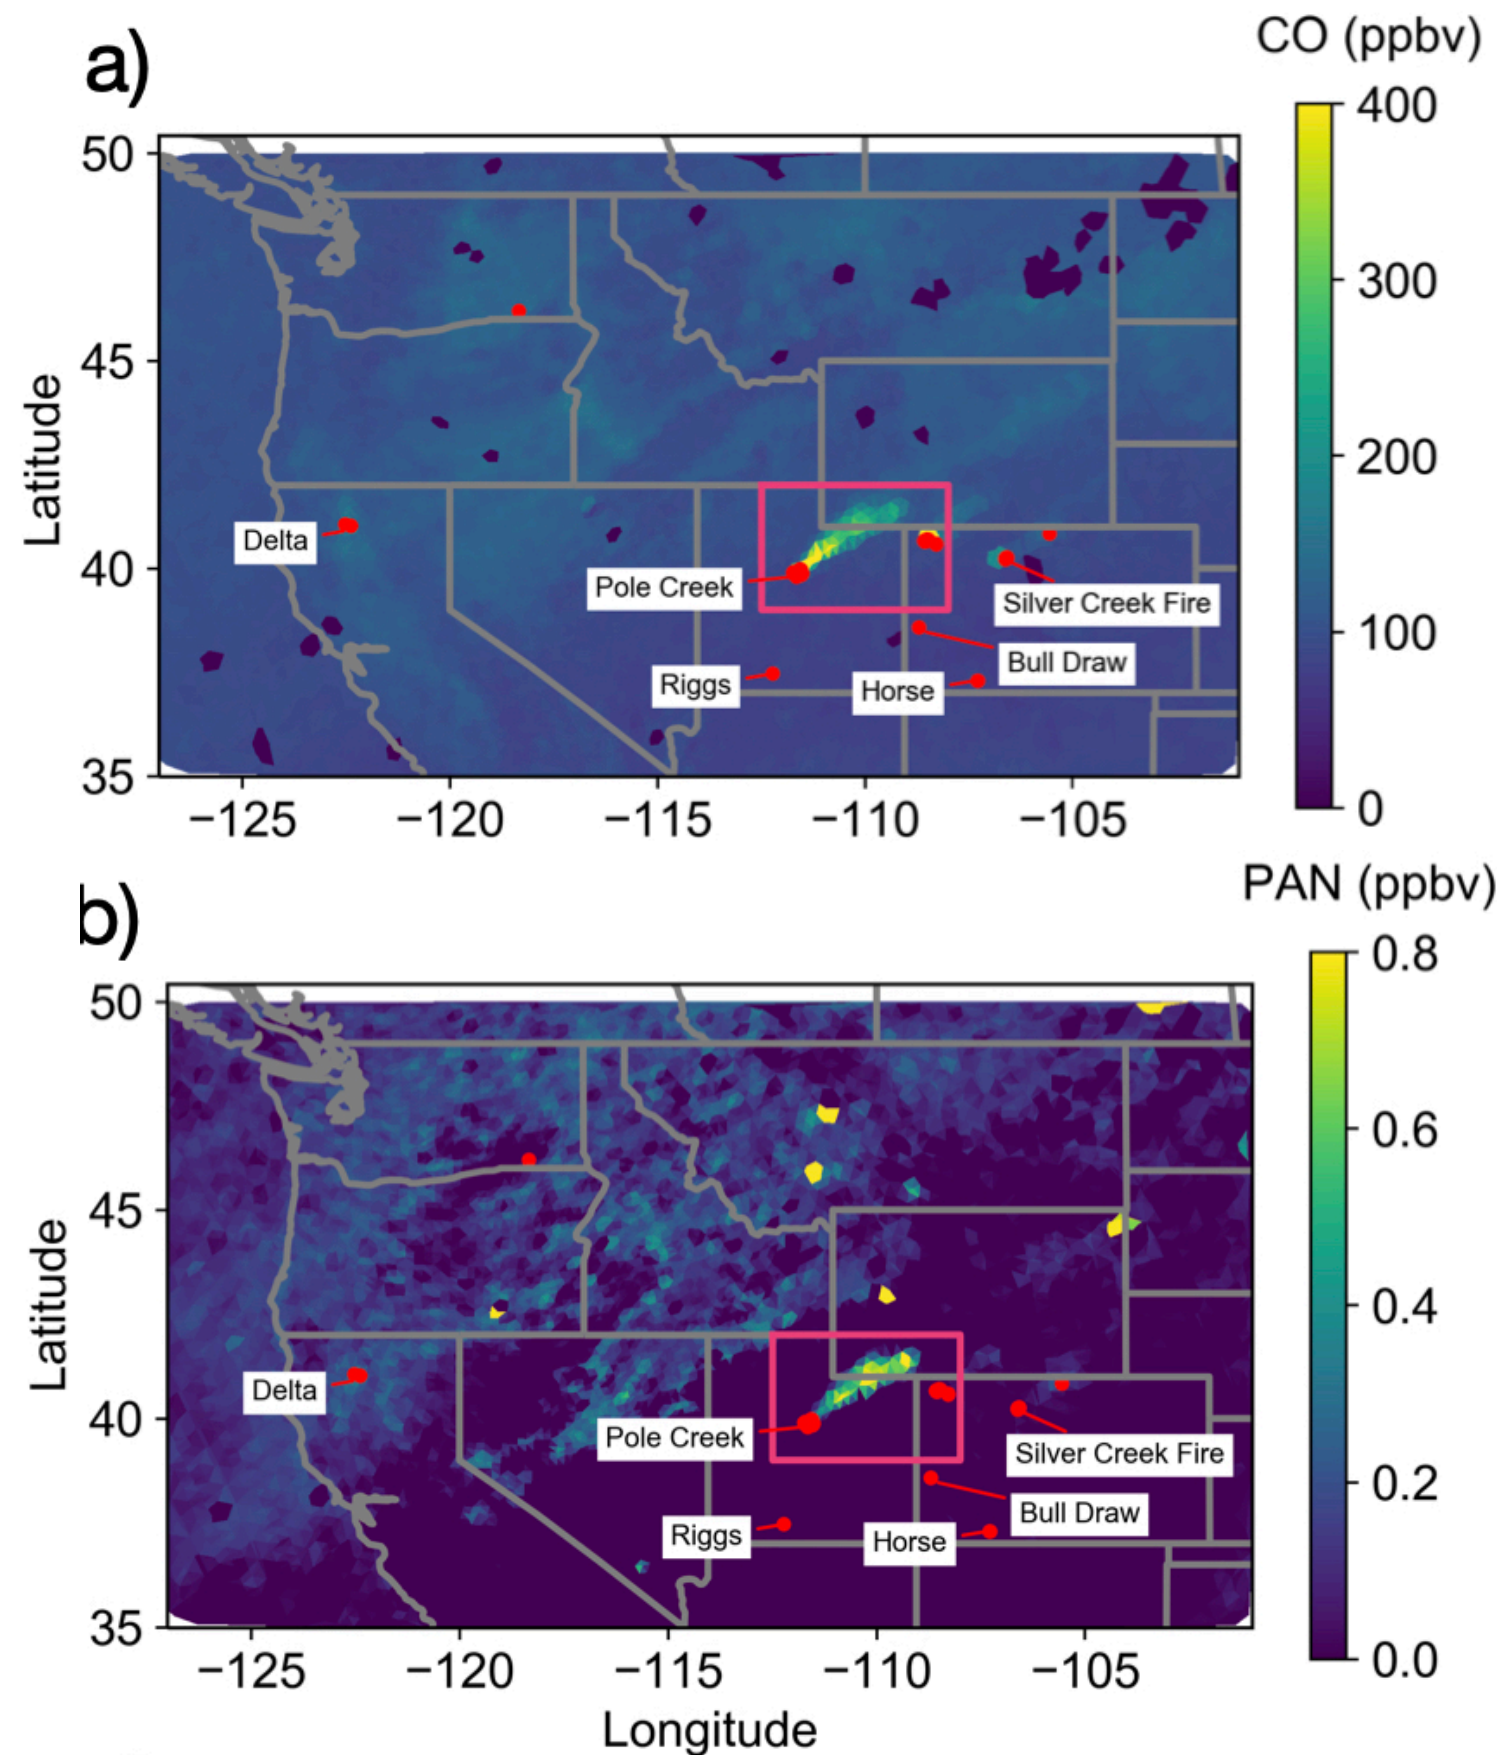 a)
CO (ppbv)
400
300
200
100
0
50
45
40
35
Latitude
Delta
Pole Creek
Silver Creek Fire
Bull Draw
Riggs
Horse
−125
−120
−115
−110
−105
b)
PAN (ppbv)
0.8
0.6
0.4
0.2
0.0
50
45
40
35
Latitude
Delta
Pole Creek
Silver Creek Fire
Bull Draw
Riggs
Horse
−125
−120
−115
−110
−105
Longitude